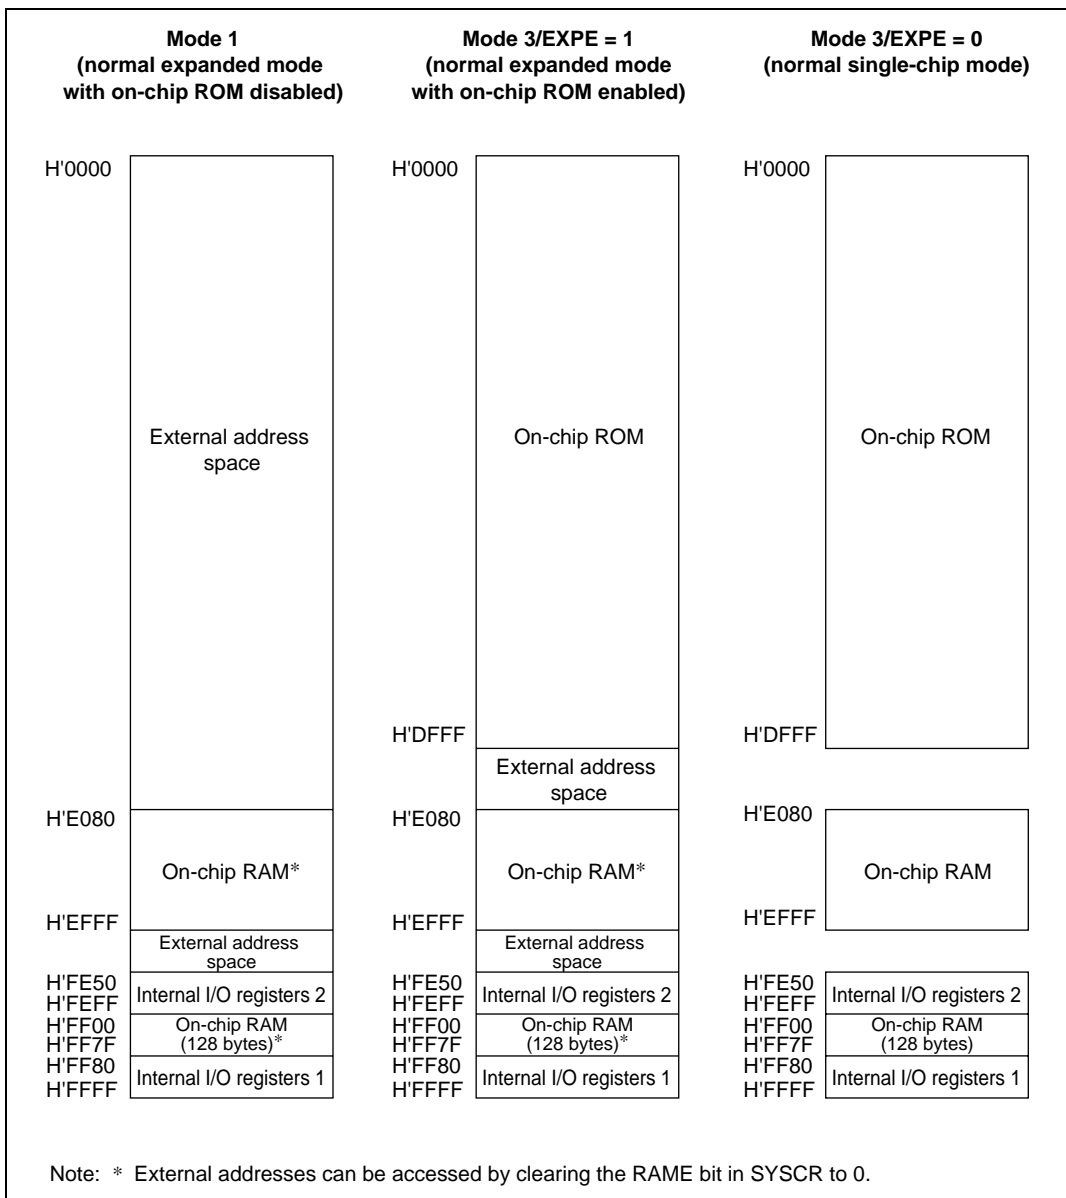 Mode 1
(normal expanded mode
with on-chip ROM disabled)
H'0000
External address
space
H'E080
On-chip RAM*
H'EFFF
External address
space
H'FE50
Internal I/O registers 2
H'FEFF
H'FF00
On-chip RAM
(128 bytes)*
H'FF7F
H'FF80
Internal I/O registers 1
H'FFFF
Mode 3/EXPE = 1
(normal expanded mode
with on-chip ROM enabled)
H'0000
On-chip ROM
H'DFFF
External address
space
H'E080
On-chip RAM*
H'EFFF
External address
space
H'FE50
Internal I/O registers 2
H'FEFF
H'FF00
On-chip RAM
(128 bytes)*
H'FF7F
H'FF80
Internal I/O registers 1
H'FFFF
Mode 3/EXPE = 0
(normal single-chip mode)
H'0000
On-chip ROM
H'DFFF
H'E080
On-chip RAM
H'EFFF
H'FE50
Internal I/O registers 2
H'FEFF
H'FF00
On-chip RAM
(128 bytes)
H'FF7F
H'FF80
Internal I/O registers 1
H'FFFF
Note: * External addresses can be accessed by clearing the RAME bit in SYSCR to 0.